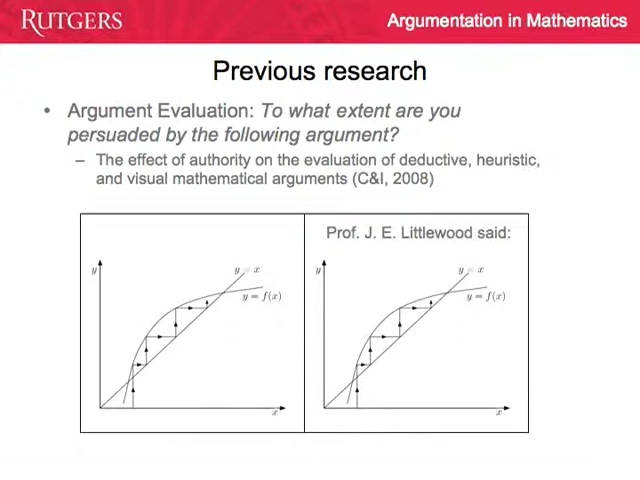 RUTGERS
Argumentation in Mathematics
Previous research
• Argument Evaluation: To what extent are you
persuaded by the following argument?
– The effect of authority on the evaluation of deductive, heuristic,
and visual mathematical arguments (C&I, 2008)
y
y = x
y = f(x)
x
Prof. J. E. Littlewood said:
y
y = x
y = f(x)
x